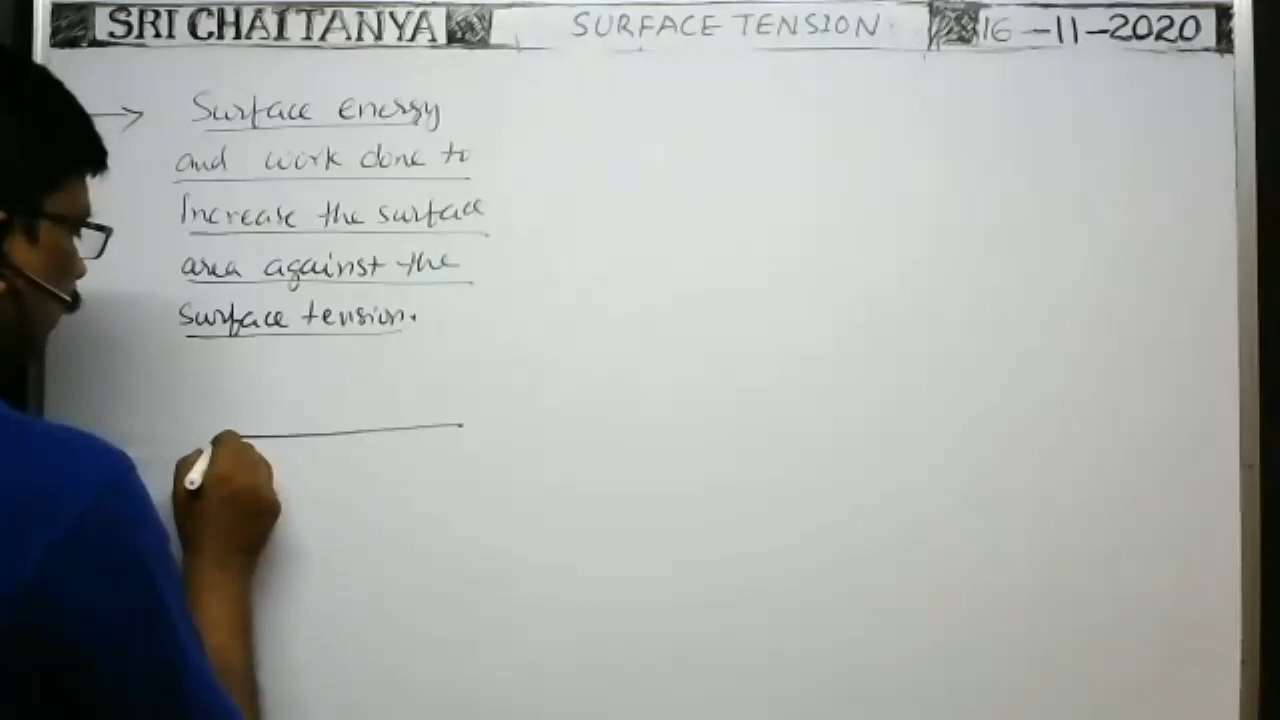 SRI CHAITANYA SURFACE TENSION 16-11-2020
Surface energy
and work done to
Increase the surface
area against the
surface tension.